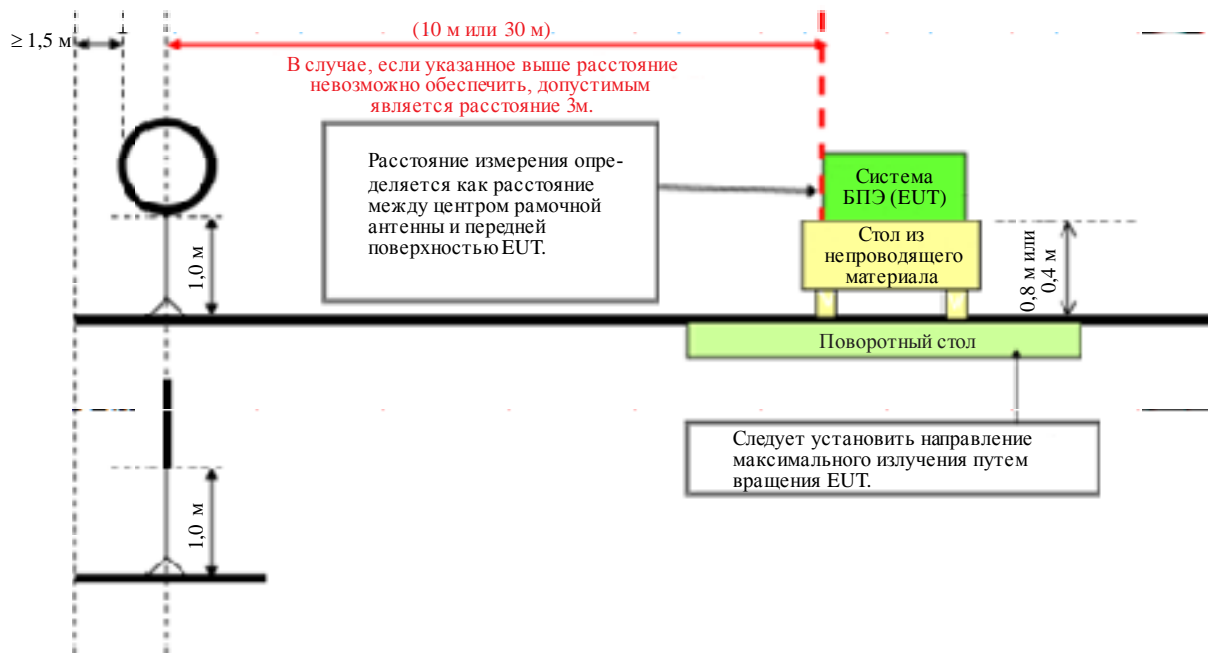 ≥ 1,5 м
(10 м или 30 м)
В случае, если указанное выше расстояние
невозможно обеспечить, допустимым
является расстояние 3м.
Расстояние измерения опре-
деляется как расстояние
между центром рамочной
антенны и передней
поверхностью EUT.
Система
БПЭ (EUT)
Стол из
непроводящего
материала
1,0 м
0,8 м или
0,4 м
Поворотный стол
Следует установить направление
максимального излучения путем
вращения EUT.
1,0 м